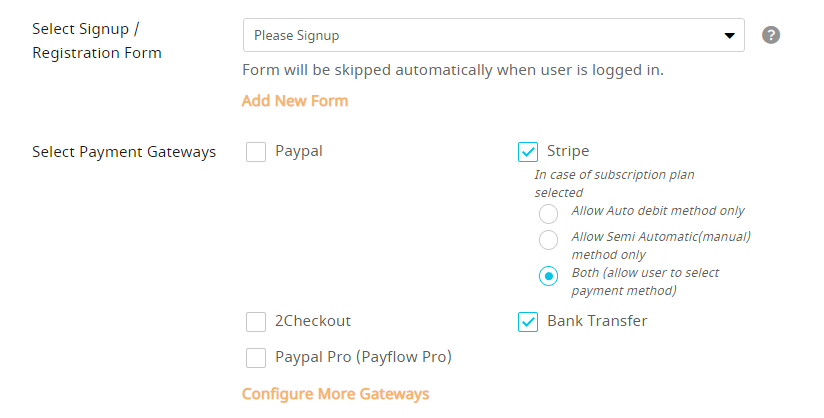 Select Signup /
Registration Form
Please Signup
?
Form will be skipped automatically when user is logged in.
Add New Form
Select Payment Gateways
Paypal
Stripe
In case of subscription plan
selected
Allow Auto debit method only
Allow Semi Automatic(manual)
method only
Both (allow user to select
payment method)
2Checkout
Bank Transfer
Paypal Pro (Payflow Pro)
Configure More Gateways